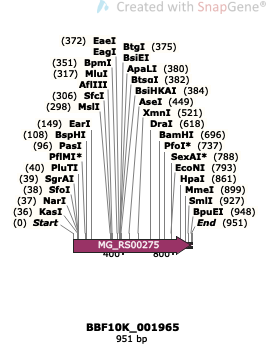 Created with SnapGene®
(372) EaeI BtgI (375)
EagI BsiEI
(351) BpmI ApaLI (380)
(317) MluI BtsαI (382)
AflIII BsiHKAI (384)
(306) SfcI AseI (449)
(298) MslI XmnI (521)
(149) EarI DraI (618)
(108) BspHI BamHI (696)
(96) PasI PfoI* (737)
PflMI* SexAI* (788)
(40) PluTI EcoNI (793)
(39) SgrAI HpaI (861)
(38) SfoI MmeI (899)
(37) NarI SmlI (927)
(36) KasI BpuEI (948)
(0) Start End (951)
MG_RS00275
400 800
BBF10K_001965
951 bp